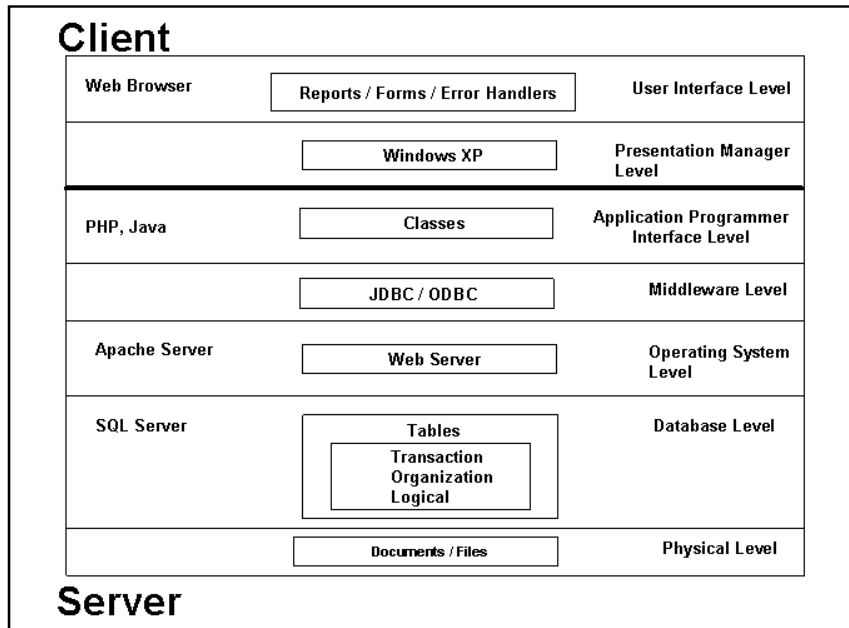 Client
Web Browser
Reports / Forms / Error Handlers
User Interface Level
Windows XP
Presentation Manager
Level
PHP, Java
Classes
Application Programmer
Interface Level
JDBC / ODBC
Middleware Level
Apache Server
Web Server
Operating System
Level
SQL Server
Tables
Transaction
Organization
Logical
Database Level
Documents / Files
Physical Level
Server